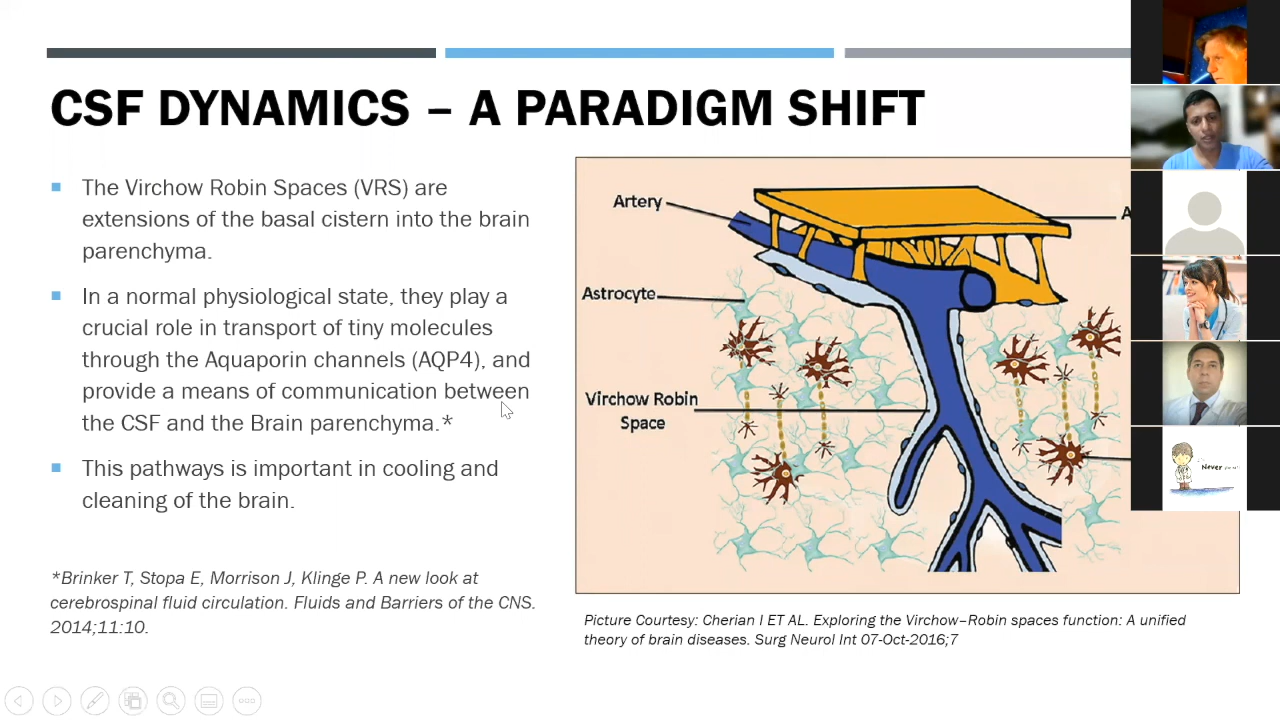 CSF DYNAMICS – A PARADIGM SHIFT
The Virchow Robin Spaces (VRS) are
extensions of the basal cistern into the brain
parenchyma.
In a normal physiological state, they play a
crucial role in transport of tiny molecules
through the Aquaporin channels (AQP4), and
provide a means of communication between
the CSF and the Brain parenchyma.*
This pathways is important in cooling and
cleaning of the brain.
*Brinker T, Stopa E, Morrison J, Klinge P. A new look at
cerebrospinal fluid circulation. Fluids and Barriers of the CNS.
2014;11:10.
Artery
A
Astrocyte
Virchow Robin
Space
Picture Courtesy: Cherian I ET AL. Exploring the Virchow–Robin spaces function: A unified
theory of brain diseases. Surg Neurol Int 07-Oct-2016;7
Never